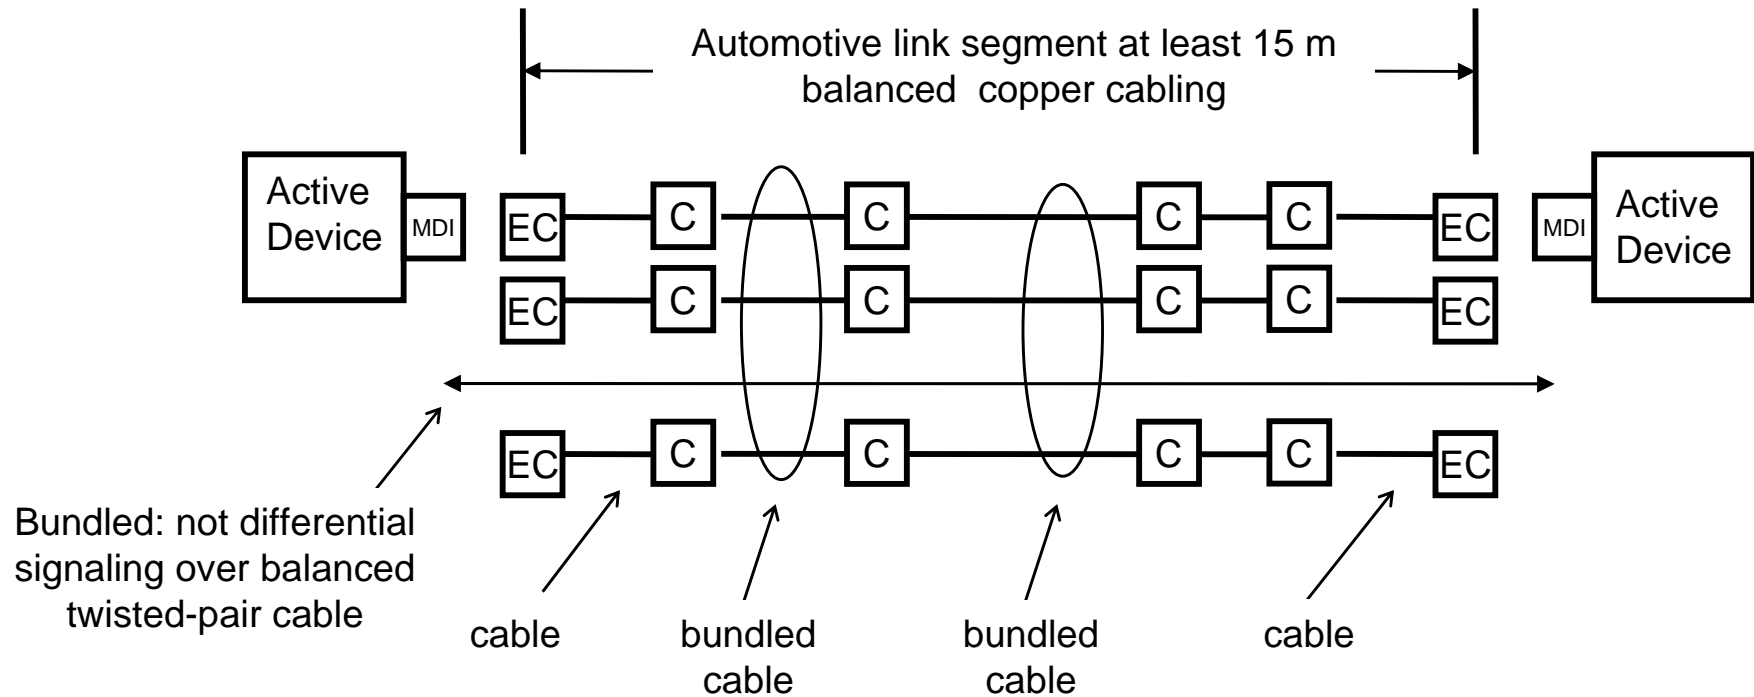 Automotive link segment at least 15 m
balanced copper cabling
Active
Device
MDI
EC
C
C
C
C
EC
MDI
Active
Device
EC
C
C
C
C
EC
EC
C
C
C
C
EC
Bundled: not differential
signaling over balanced
twisted-pair cable
cable
bundled
cable
bundled
cable
cable